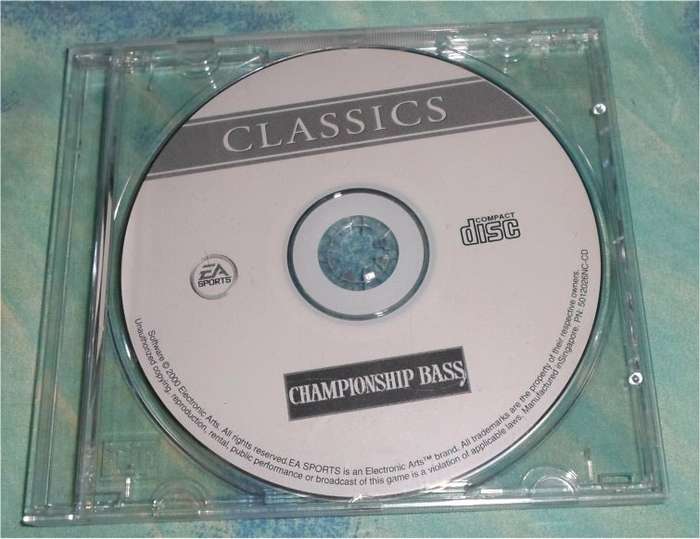 CLASSICS
COMPACT
disc
EA
SPORTS
CHAMPIONSHIP BASS
Software © 2000 Electronic Arts. All rights reserved.EA SPORTS is an Electronic Arts™ brand. All trademarks are the property of their respective owners.
Unauthorized copying, reproduction, rental, public performance or broadcast of this game is a violation of applicable laws. Manufactured inSingapore. PN: 5012026NC-CD